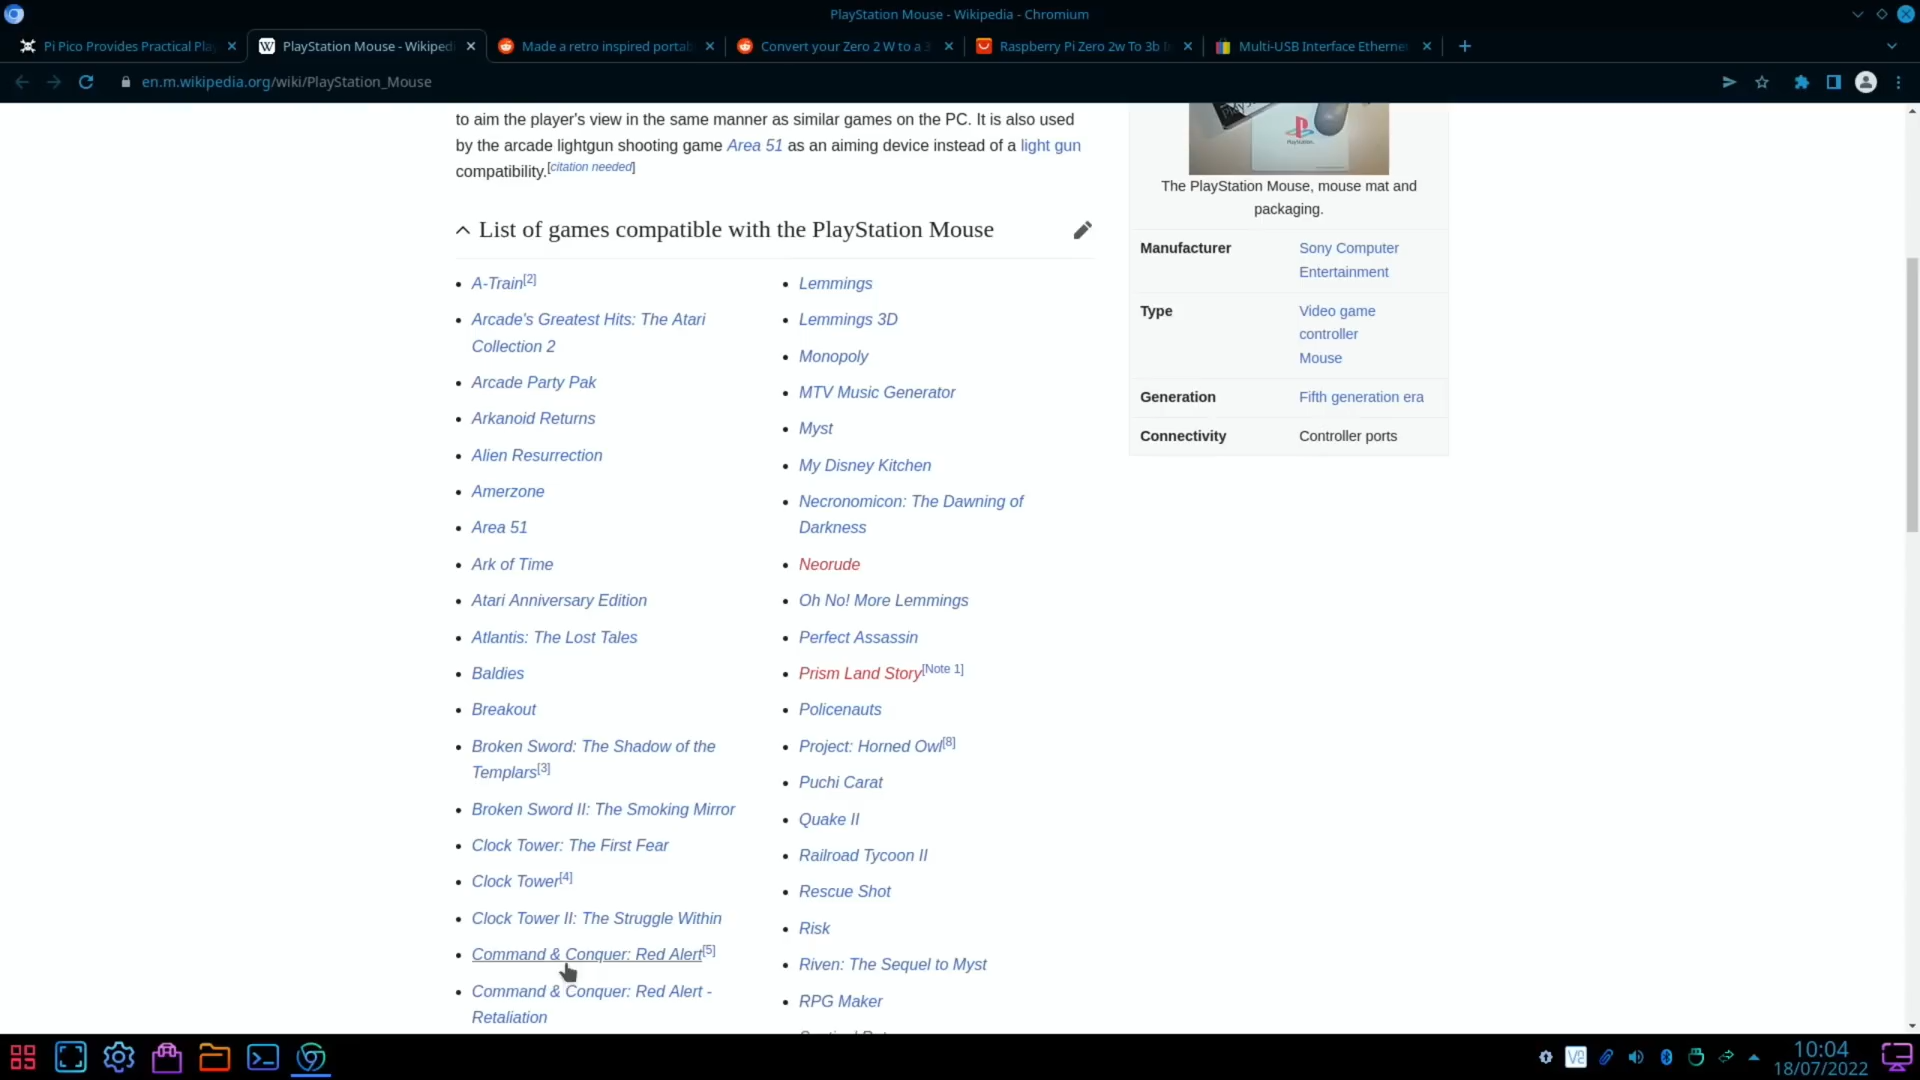 PlayStation Mouse - Wikipedia - Chromium
Pi Pico Provides Practical Play
PlayStation Mouse - Wikiped
Made a retro inspired portab
Convert your Zero 2 W to a 3
Raspberry Pi Zero 2w To 3b I
Multi-USB Interface Etherne
en.m.wikipedia.org/wiki/PlayStation_Mouse
to aim the player's view in the same manner as similar games on the PC. It is also used
by the arcade lightgun shooting game Area 51 as an aiming device instead of a light gun
compatibility.[citation needed]
List of games compatible with the PlayStation Mouse
A-Train[2]
Arcade's Greatest Hits: The Atari
Collection 2
Arcade Party Pak
Arkanoid Returns
Alien Resurrection
Amerzone
Area 51
Ark of Time
Atari Anniversary Edition
Atlantis: The Lost Tales
Baldies
Breakout
Broken Sword: The Shadow of the
Templars[3]
Broken Sword II: The Smoking Mirror
Clock Tower: The First Fear
Clock Tower[4]
Clock Tower II: The Struggle Within
Command & Conquer: Red Alert[5]
Command & Conquer: Red Alert -
Retaliation
Lemmings
Lemmings 3D
Monopoly
MTV Music Generator
Myst
My Disney Kitchen
Necronomicon: The Dawning of
Darkness
Neorude
Oh No! More Lemmings
Perfect Assassin
Prism Land Story[Note 1]
Policenauts
Project: Horned Owl[8]
Puchi Carat
Quake II
Railroad Tycoon II
Rescue Shot
Risk
Riven: The Sequel to Myst
RPG Maker
The PlayStation Mouse, mouse mat and
packaging.
Manufacturer
Sony Computer
Entertainment
Type
Video game
controller
Mouse
Generation
Fifth generation era
Connectivity
Controller ports
10:04
18/07/2022